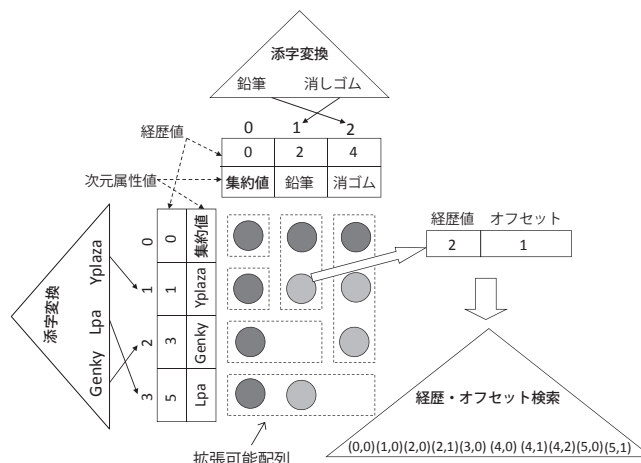 添字変換
鉛筆 消しゴム
0 1 2
経歴値
0 2 4
次元属性値
集約値 鉛筆 消ゴム
添字変換
Yplaza
Lpa
Genky
0 0 集約値
1 1 Yplaza
2 3 Genky
3 5 Lpa
経歴値 オフセット
2 1
経歴・オフセット検索
(0,0)(1,0)(2,0)(2,1)(3,0) (4,0) (4,1)(4,2)(5,0)(5,1)
拡張可能配列